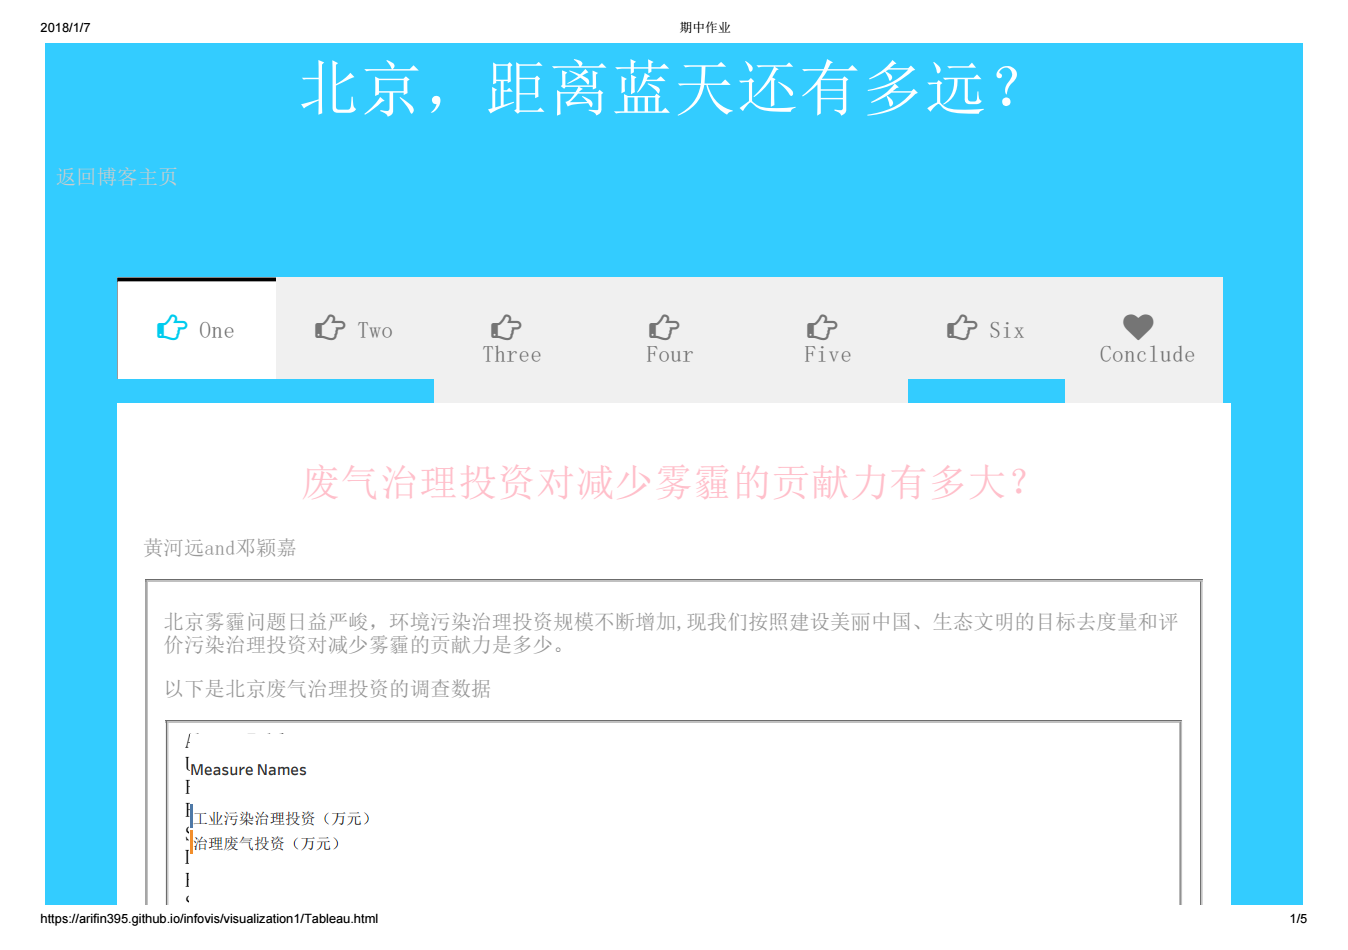 2018/1/7
期中作业
北京，距离蓝天还有多远？
返回博客主页
One
Two
Three
Four
Five
Six
Conclude
废气治理投资对减少雾霾的贡献力有多大？
黄河远and邓颖嘉
北京雾霾问题日益严峻，环境污染治理投资规模不断增加,现我们按照建设美丽中国、生态文明的目标去度量和评
价污染治理投资对减少雾霾的贡献力是多少。
以下是北京废气治理投资的调查数据
Measure Names
工业污染治理投资（万元）
治理废气投资（万元）
https://arifin395.github.io/infovis/visualization1/Tableau.html
1/5